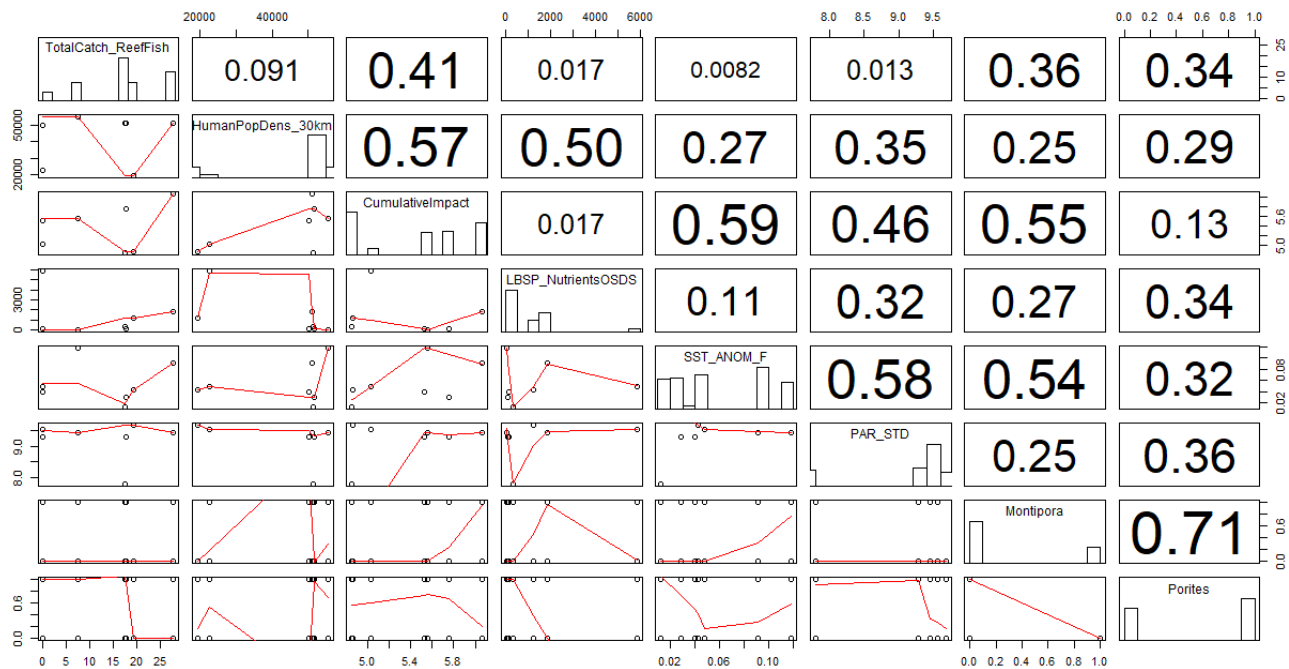 20000 40000 0 2000 4000 6000 8.0 9.0 9.5 0.0 0.2 0.4 0.6 0.8 1.0
TotalCatch_ReefFish 0.091 0.41 0.017 0.0082 0.013 0.36 0.34 0 10 15 25
20000 50000 HumanPopDens_30km 0.57 0.50 0.27 0.35 0.25 0.29
CumulativeImpact 0.017 0.59 0.46 0.55 0.13 5.0 5.6
0 3000 LBSP_NutrientsOSDS 0.11 0.32 0.27 0.34
SST_ANOM_F 0.58 0.54 0.32 0.02 0.08
8.0 9.0 PAR_STD 0.25 0.36
Montipora 0.71 0.0 0.6
0.0 0.6 Porites
0 5 10 15 20 25 5.0 5.4 5.8 0.02 0.06 0.10 0.0 0.2 0.4 0.6 0.8 1.0